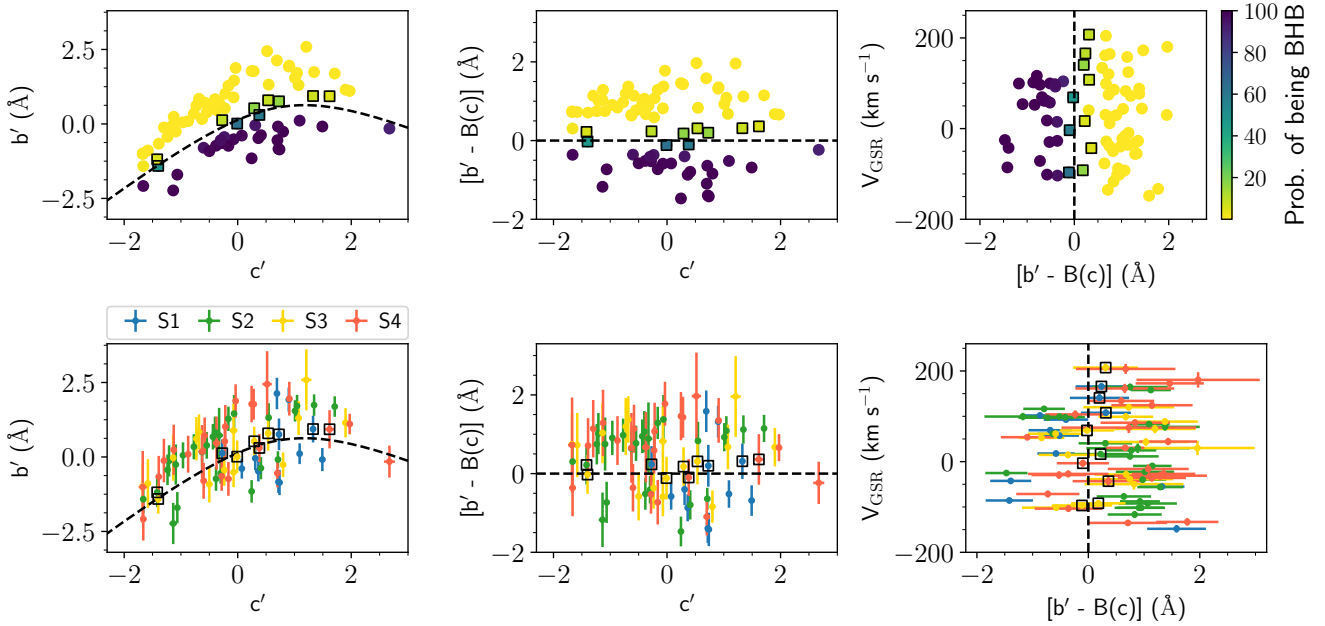 2.5
0.0
−2.5
b′ (Å)
−2
0
2
c′
2
0
−2
[b′ - B(c)] (Å)
−2
0
2
c′
200
0
−200
V_GSR (km s⁻¹)
−2
0
2
[b′ - B(c)] (Å)
100
80
60
40
20
Prob. of being BHB
S1 S2 S3 S4
2.5
0.0
−2.5
b′ (Å)
−2
0
2
c′
2
0
−2
[b′ - B(c)] (Å)
−2
0
2
c′
200
0
−200
V_GSR (km s⁻¹)
−2
0
2
[b′ - B(c)] (Å)